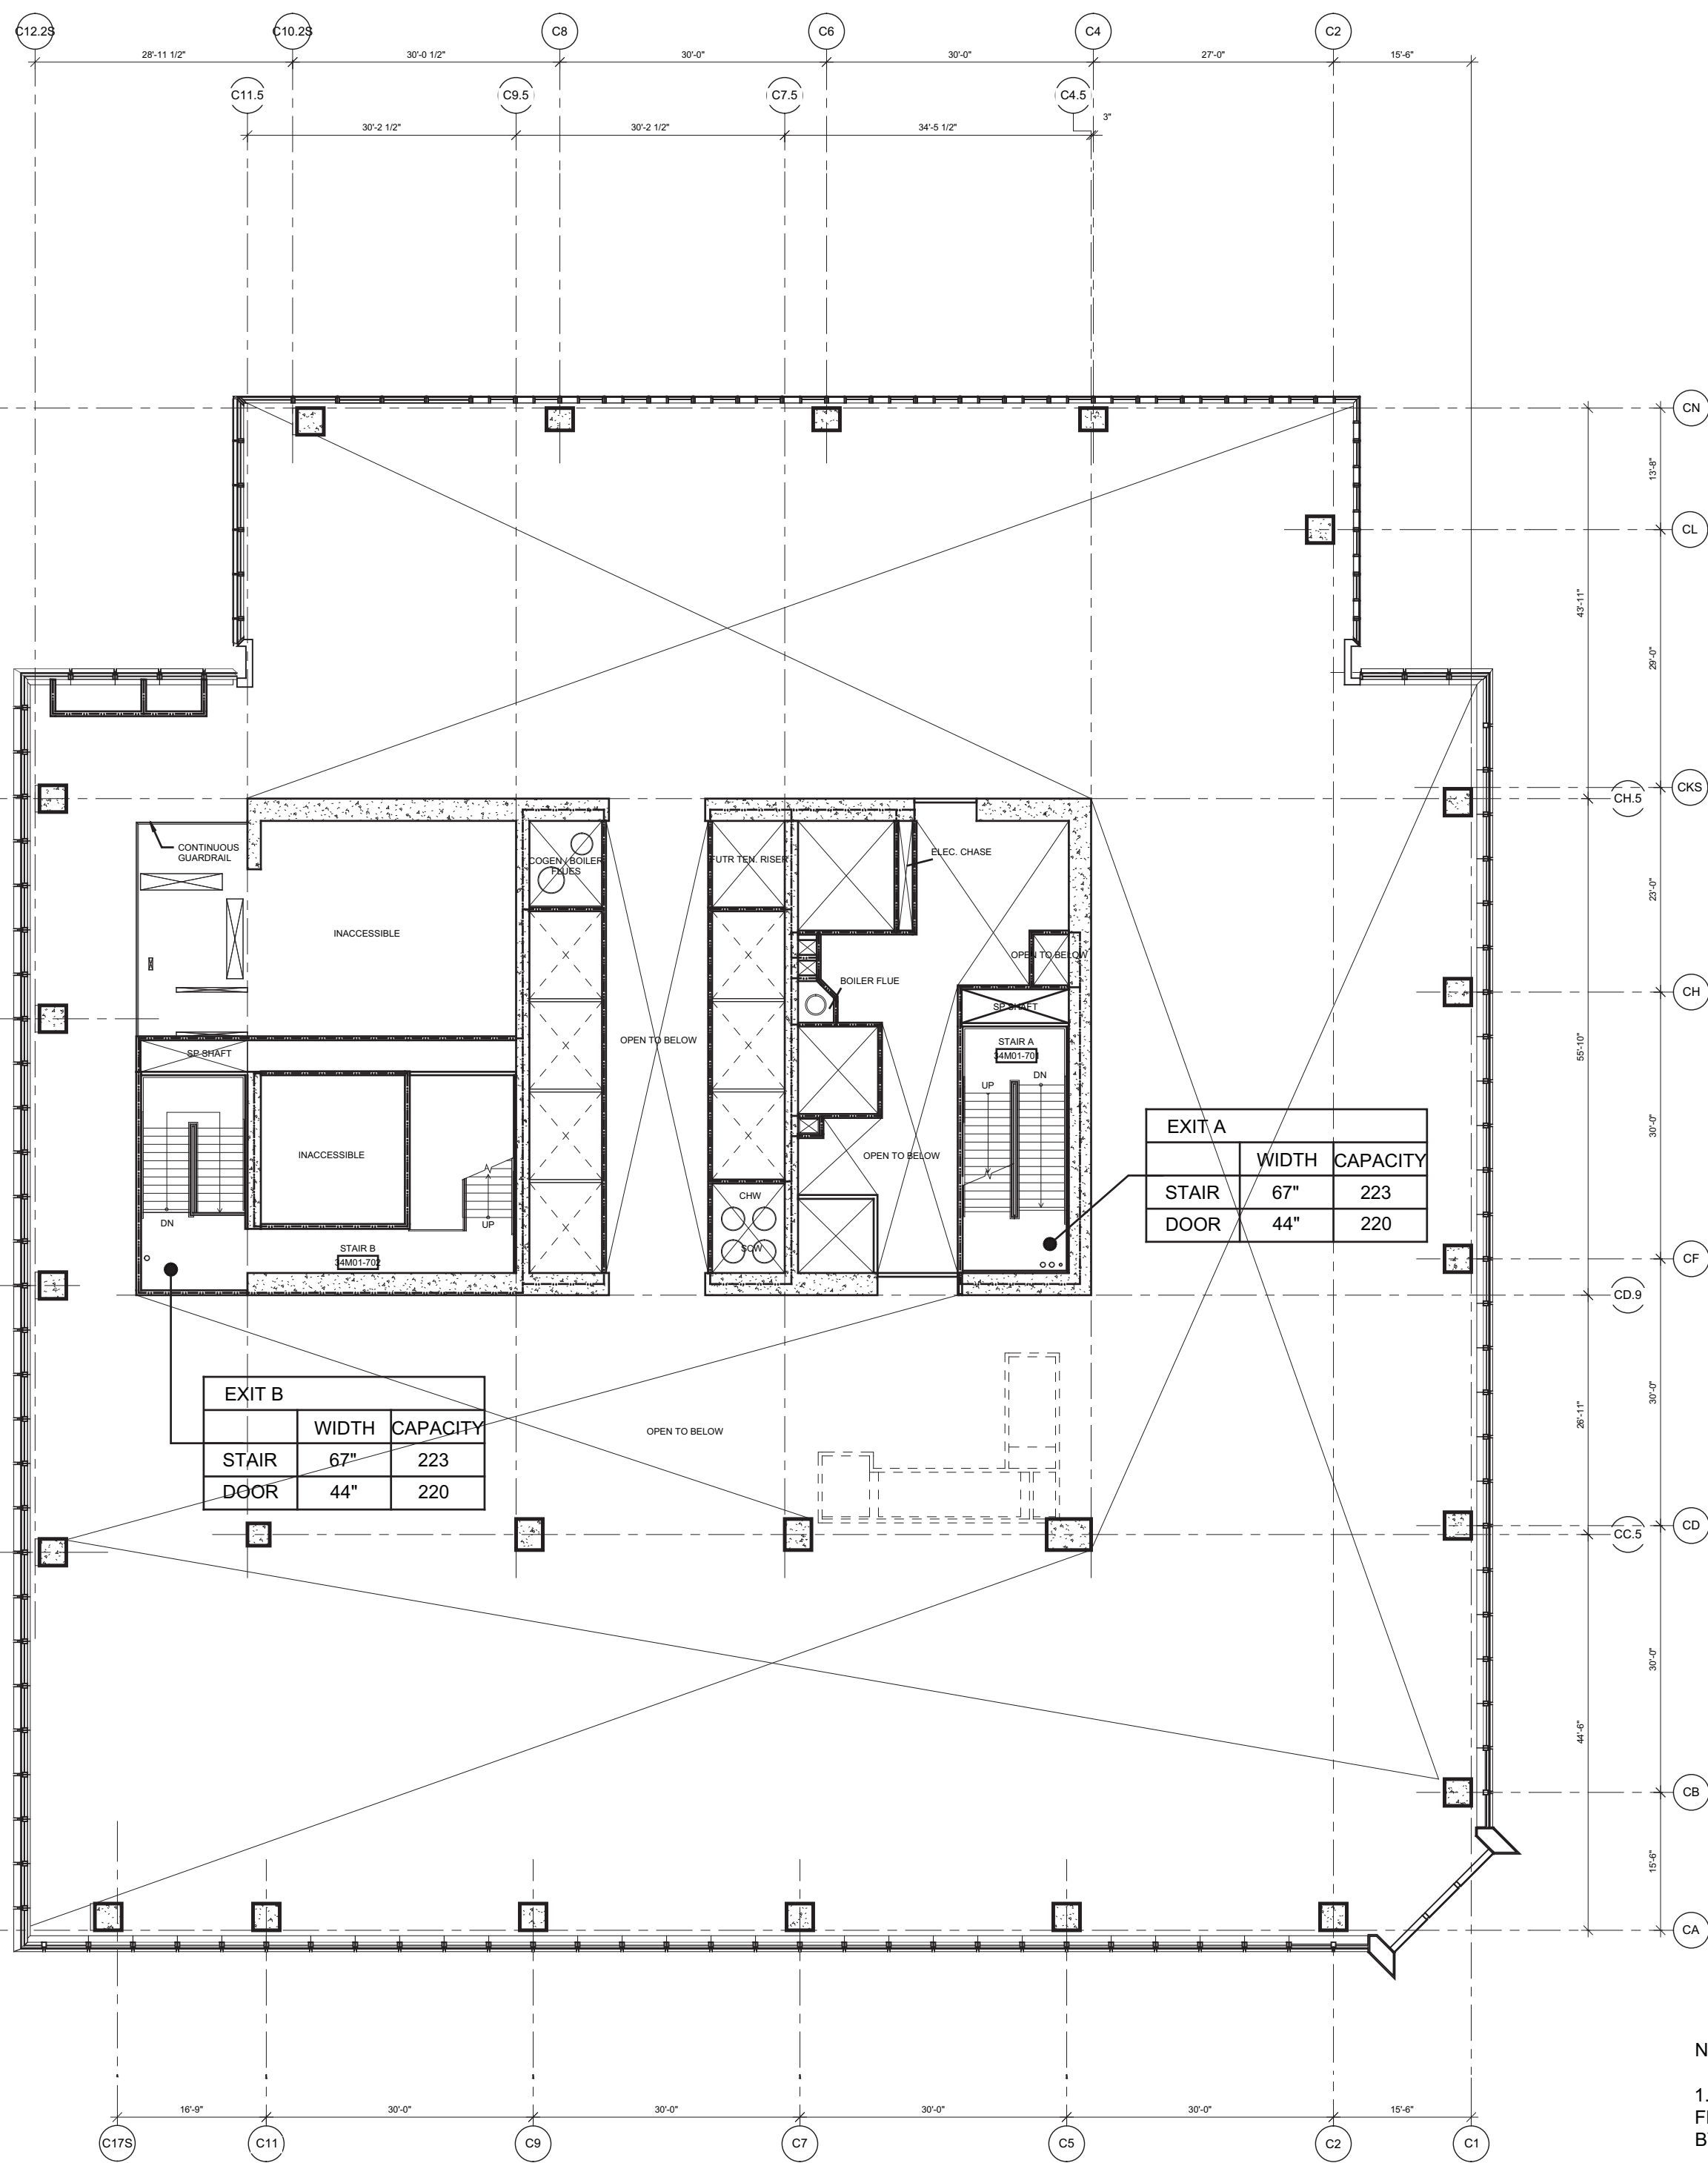 C12.2S
C10.2S
C8
C6
C4
C2
28'-11 1/2"
30'-0 1/2"
30'-0"
30'-0"
27'-0"
15'-6"
C11.5
C9.5
C7.5
C4.5
3"
30'-2 1/2"
30'-2 1/2"
34'-5 1/2"
CN
13'-8"
CL
43'-11"
29'-0"
CKS
CH.5
CONTINUOUS
GUARDRAIL
COGEN / BOILER
FLUES
FUTR TEN. RISER
ELEC. CHASE
23'-0"
INACCESSIBLE
OPEN TO BELOW
BOILER FLUE
CH
SP SHAFT
OPEN TO BELOW
STAIR A
34M01-701
SP SHAFT
55'-10"
UP
DN
30'-0"
EXIT A
WIDTH
CAPACITY
STAIR
67"
223
DOOR
44"
220
INACCESSIBLE
OPEN TO BELOW
CHW
SCW
DN
UP
STAIR B
34M01-702
CF
CD.9
EXIT B
WIDTH
CAPACITY
STAIR
67"
223
DOOR
44"
220
OPEN TO BELOW
26'-11"
30'-0"
CC.5
CD
30'-0"
44'-6"
CB
15'-6"
CA
N
1.
F
B
16'-9"
30'-0"
30'-0"
30'-0"
30'-0"
15'-6"
C17S
C11
C9
C7
C5
C2
C1